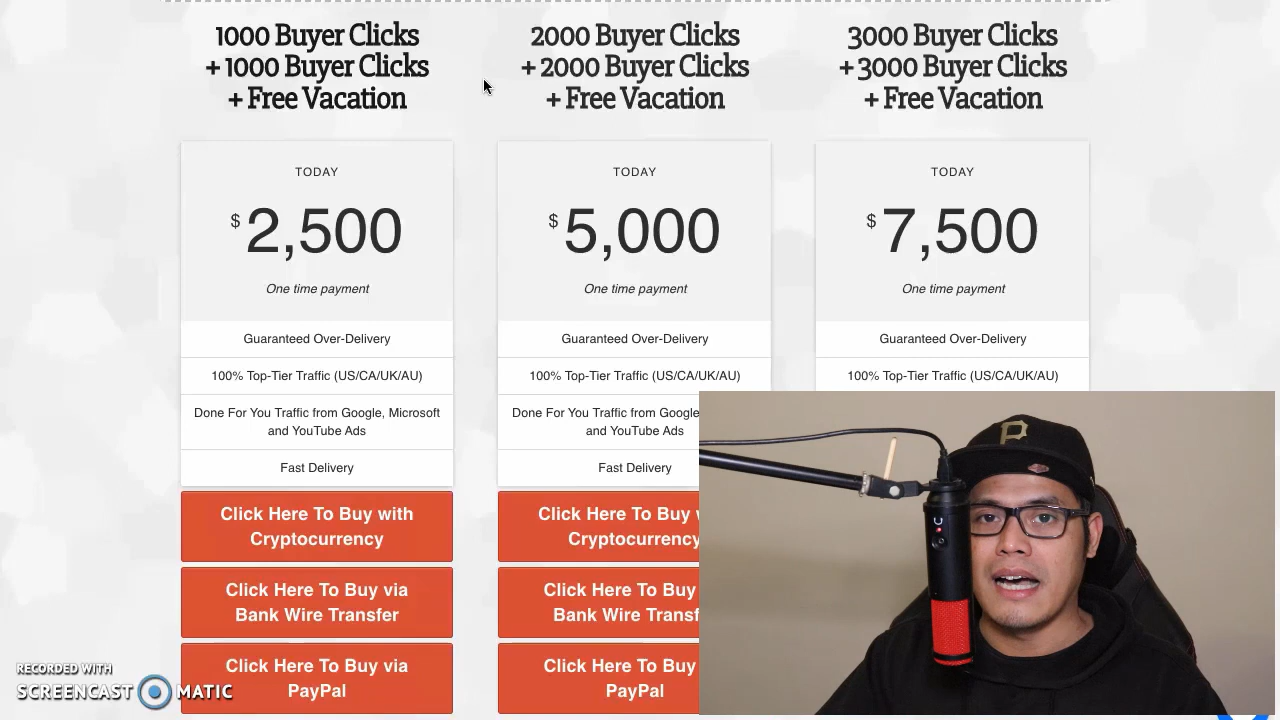 1000 Buyer Clicks
+ 1000 Buyer Clicks
+ Free Vacation
TODAY
$2,500
One time payment
Guaranteed Over-Delivery
100% Top-Tier Traffic (US/CA/UK/AU)
Done For You Traffic from Google, Microsoft
and YouTube Ads
Fast Delivery
Click Here To Buy with
Cryptocurrency
Click Here To Buy via
Bank Wire Transfer
Click Here To Buy via
PayPal
2000 Buyer Clicks
+ 2000 Buyer Clicks
+ Free Vacation
TODAY
$5,000
One time payment
Guaranteed Over-Delivery
100% Top-Tier Traffic (US/CA/UK/AU)
Done For You Traffic from Google
and YouTube Ads
Fast Delivery
Click Here To Buy
Cryptocurrency
Click Here To Buy
Bank Wire
Click Here To Buy
PayPal
3000 Buyer Clicks
+ 3000 Buyer Clicks
+ Free Vacation
TODAY
$7,500
One time payment
Guaranteed Over-Delivery
100% Top-Tier Traffic (US/CA/UK/AU)
P
RECORDED WITH
SCREENCAST MATIC